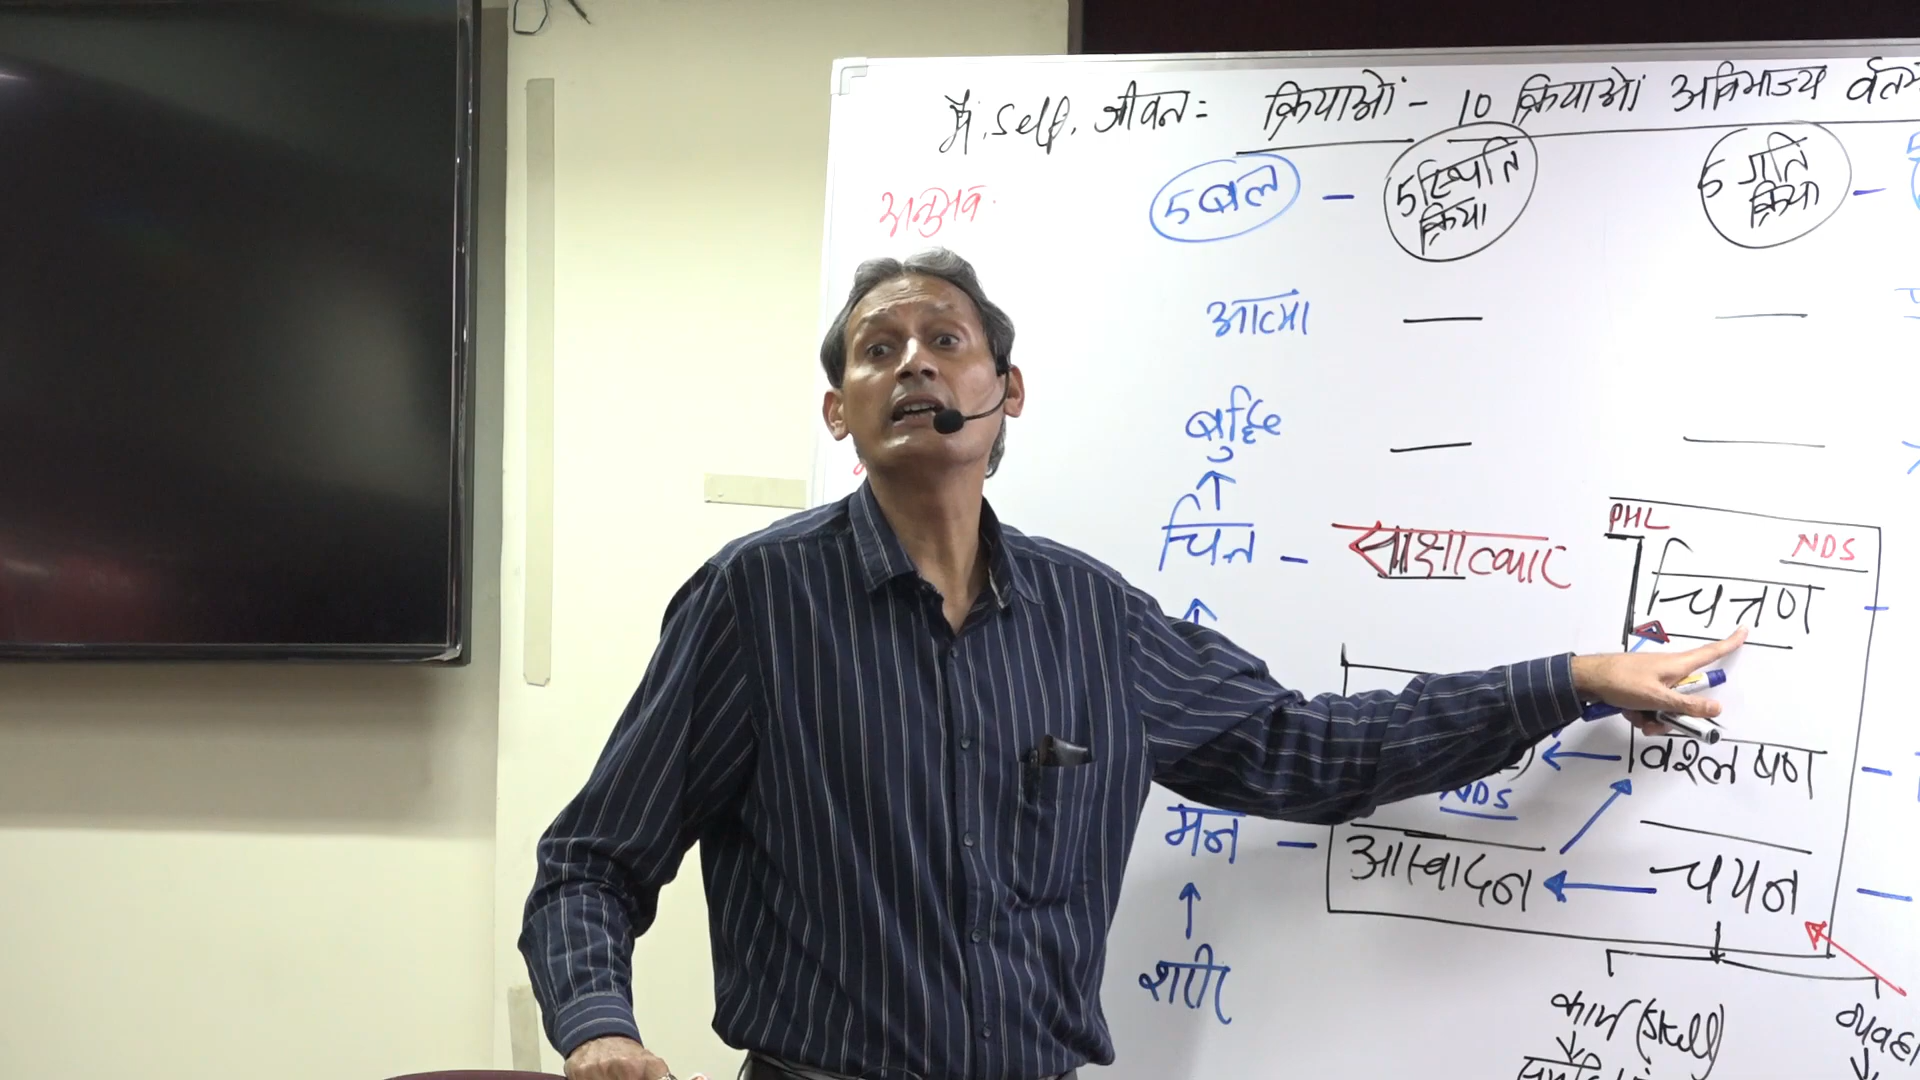 मैं. Self. जीवन = क्रियाओं - 10 क्रियाओं अविभाज्य
अनुभव
5 बल - 5 स्थिति क्रिया
5 गति क्रिया -
आत्मा
बुद्धि
चित्त - साक्षात्कार
PHL
NDS
चित्रण
विश्लेषण
NDS
मन - आस्वादन
चयन
शरीर
कार्य (Skill)